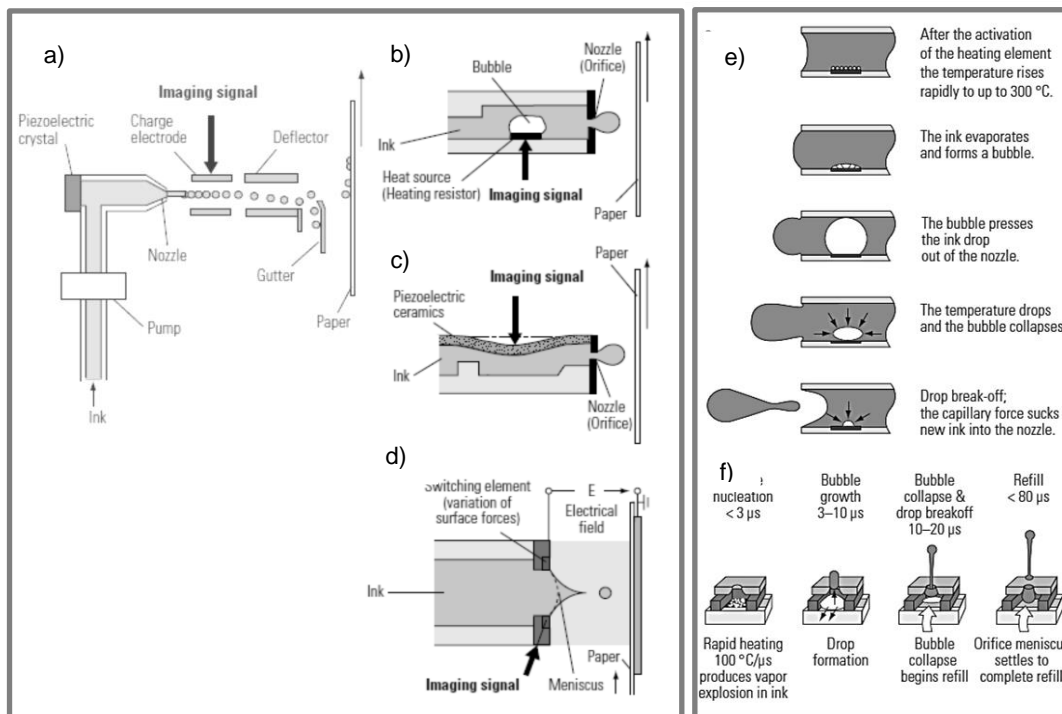 a)
Imaging signal
Piezoelectric
crystal
Charge
electrode
Deflector
Nozzle
Gutter
Pump
Paper
Ink
b)
Bubble
Nozzle
(Orifice)
Ink
Heat source
(Heating resistor)
Imaging signal
Paper
c)
Paper
Imaging signal
Piezoelectric
ceramics
Ink
Nozzle
(Orifice)
d)
Switching element
(variation of
surface forces)
E
Electrical
field
Ink
Paper
Imaging signal
Meniscus
e)
After the activation
of the heating element
the temperature rises
rapidly to up to 300 °C.
The ink evaporates
and forms a bubble.
The bubble presses
the ink drop
out of the nozzle.
The temperature drops
and the bubble collapses
Drop break-off;
the capillary force sucks
new ink into the nozzle.
f)
nucleation
< 3 µs
Bubble
growth
3–10 µs
Bubble
collapse &
drop breakoff
10–20 µs
Refill
< 80 µs
Rapid heating
100 °C/µs
produces vapor
explosion in ink
Drop
formation
Bubble
collapse
begins refill
Orifice meniscu
settles to
complete refill